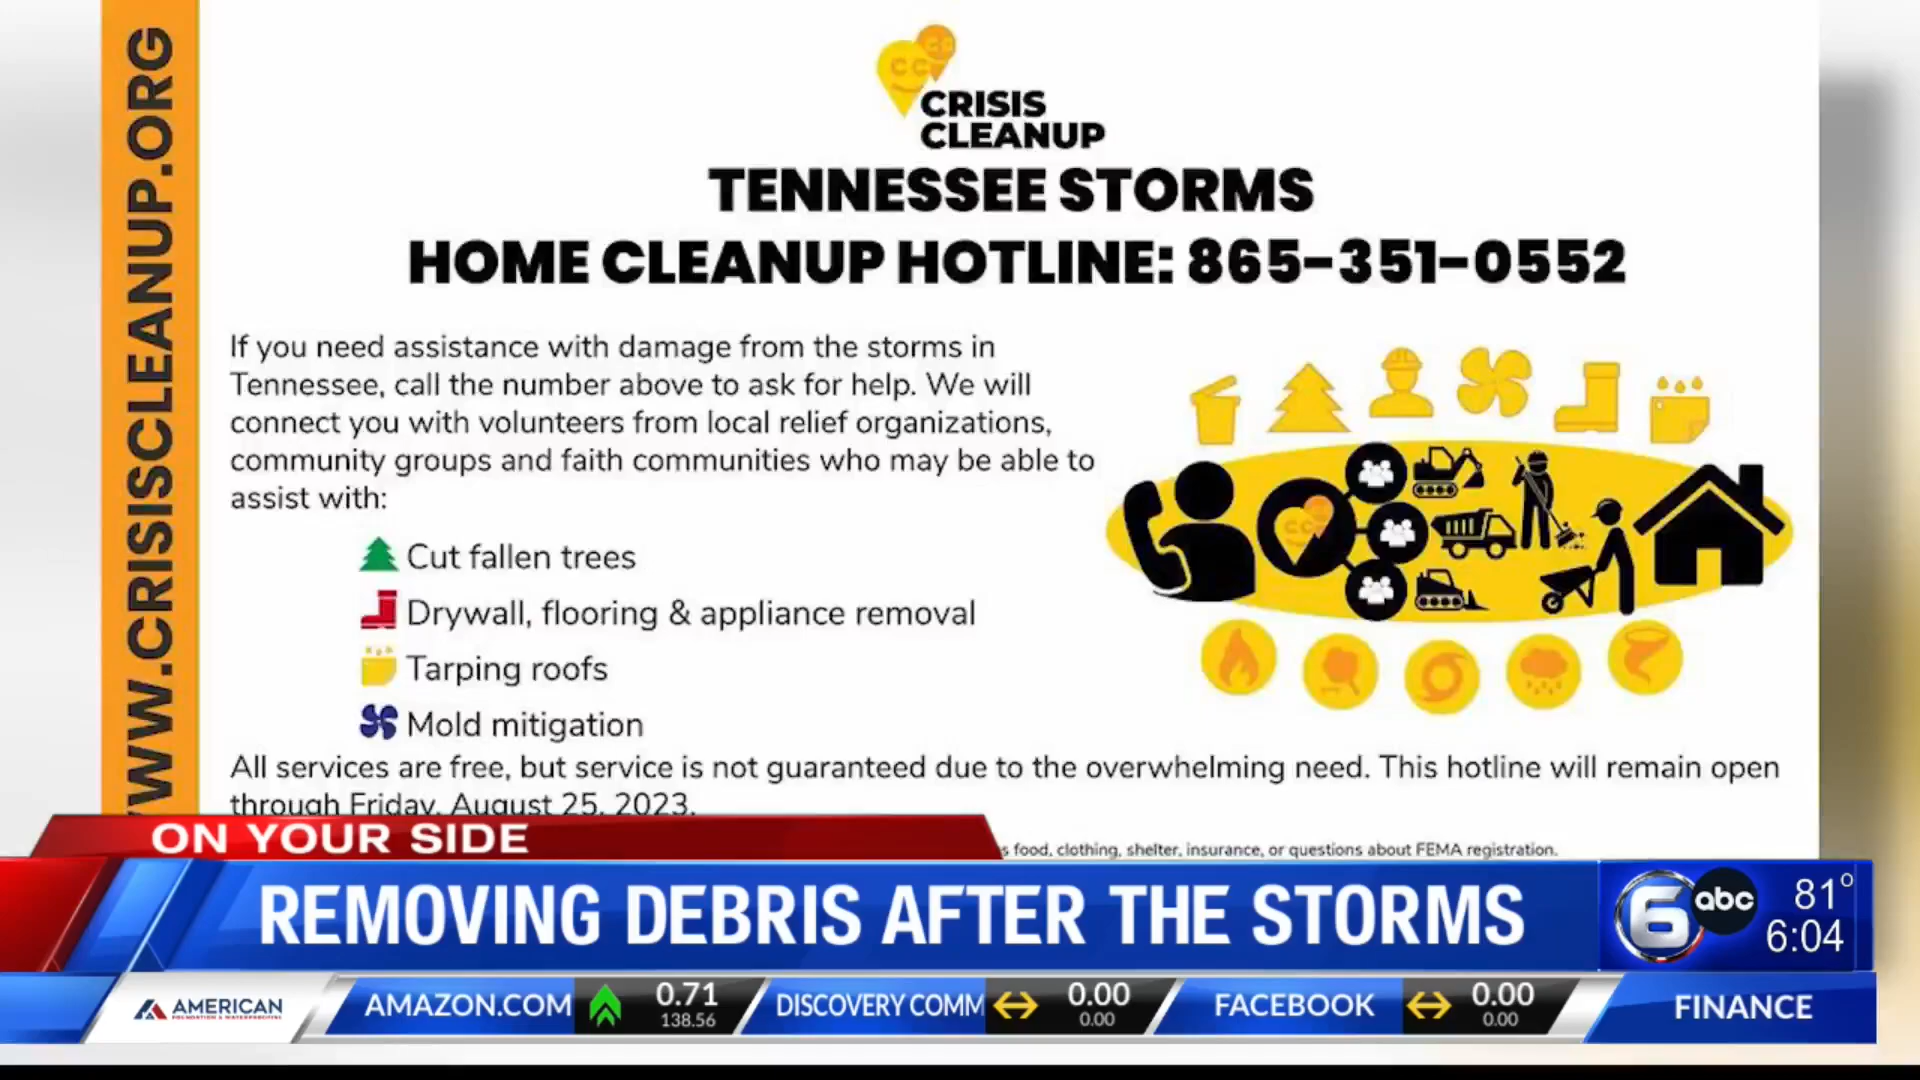 WWW.CRISISCLEANUP.ORG
CC
CC
CRISIS
CLEANUP
TENNESSEE STORMS
HOME CLEANUP HOTLINE: 865-351-0552
If you need assistance with damage from the storms in
Tennessee, call the number above to ask for help. We will
connect you with volunteers from local relief organizations,
community groups and faith communities who may be able to
assist with:
Cut fallen trees
Drywall, flooring & appliance removal
Tarping roofs
Mold mitigation
All services are free, but service is not guaranteed due to the overwhelming need. This hotline will remain open
through Friday, August 25, 2023.
food, clothing, shelter, insurance, or questions about FEMA registration.
ON YOUR SIDE
REMOVING DEBRIS AFTER THE STORMS
6 abc 81°
6:04
AMERICAN
FOUNDATION & WATERPROOFING
AMAZON.COM 0.71
138.56
DISCOVERY COMM 0.00
0.00
FACEBOOK 0.00
0.00
FINANCE